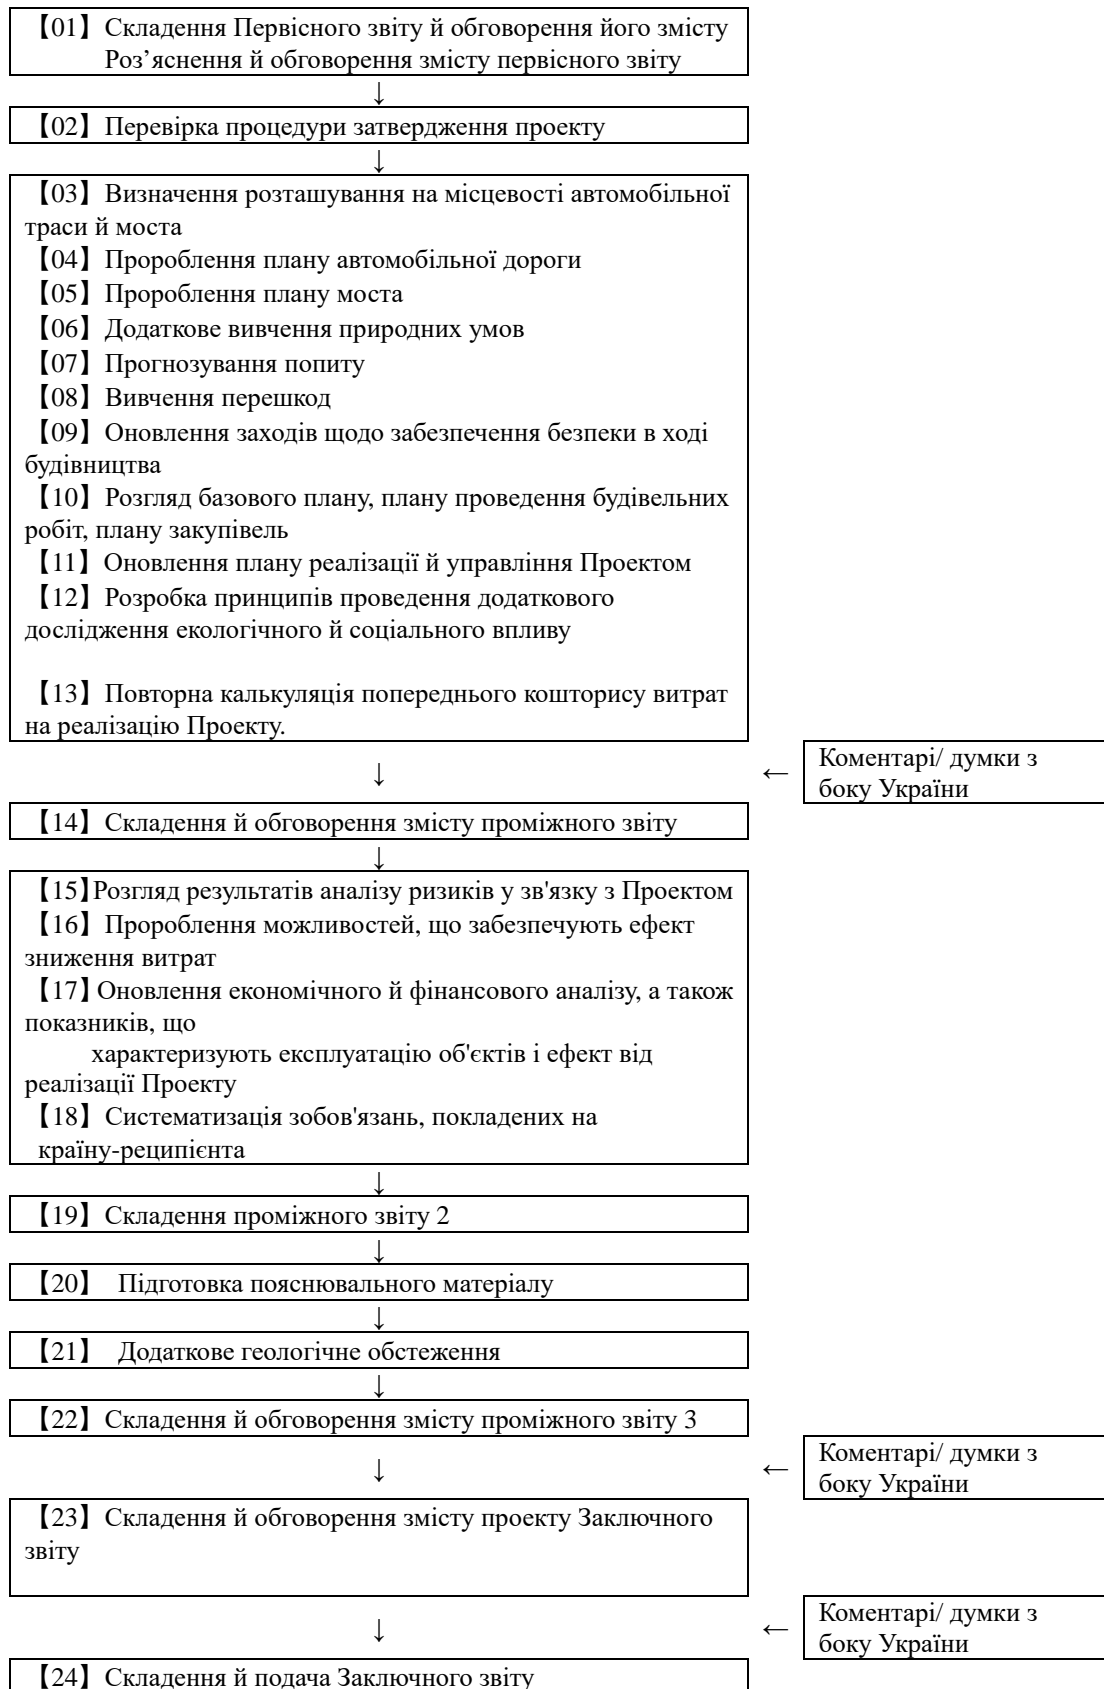 【01】Складення Первісного звіту й обговорення його змісту
Роз’яснення й обговорення змісту первісного звіту
↓
【02】Перевірка процедури затвердження проекту
↓
【03】Визначення розташування на місцевості автомобільної
траси й моста
【04】Пророблення плану автомобільної дороги
【05】Пророблення плану моста
【06】Додаткове вивчення природних умов
【07】Прогнозування попиту
【08】Вивчення перешкод
【09】Оновлення заходів щодо забезпечення безпеки в ході
будівництва
【10】Розгляд базового плану, плану проведення будівельних
робіт, плану закупівель
【11】Оновлення плану реалізації й управління Проектом
【12】Розробка принципів проведення додаткового
дослідження екологічного й соціального впливу
【13】Повторна калькуляція попереднього кошторису витрат
на реалізацію Проекту.
↓ ← Коментарі/ думки з
боку України
【14】Складення й обговорення змісту проміжного звіту
↓
【15】Розгляд результатів аналізу ризиків у зв'язку з Проектом
【16】Пророблення можливостей, що забезпечують ефект
зниження витрат
【17】Оновлення економічного й фінансового аналізу, а також
показників, що
характеризують експлуатацію об'єктів і ефект від
реалізації Проекту
【18】Систематизація зобов'язань, покладених на
країну-реципієнта
↓
【19】Складення проміжного звіту 2
↓
【20】 Підготовка пояснювального матеріалу
↓
【21】 Додаткове геологічне обстеження
↓
【22】Складення й обговорення змісту проміжного звіту 3
↓ ← Коментарі/ думки з
боку України
【23】Складення й обговорення змісту проекту Заключного
звіту
↓ ← Коментарі/ думки з
боку України
【24】Складення й подача Заключного звіту